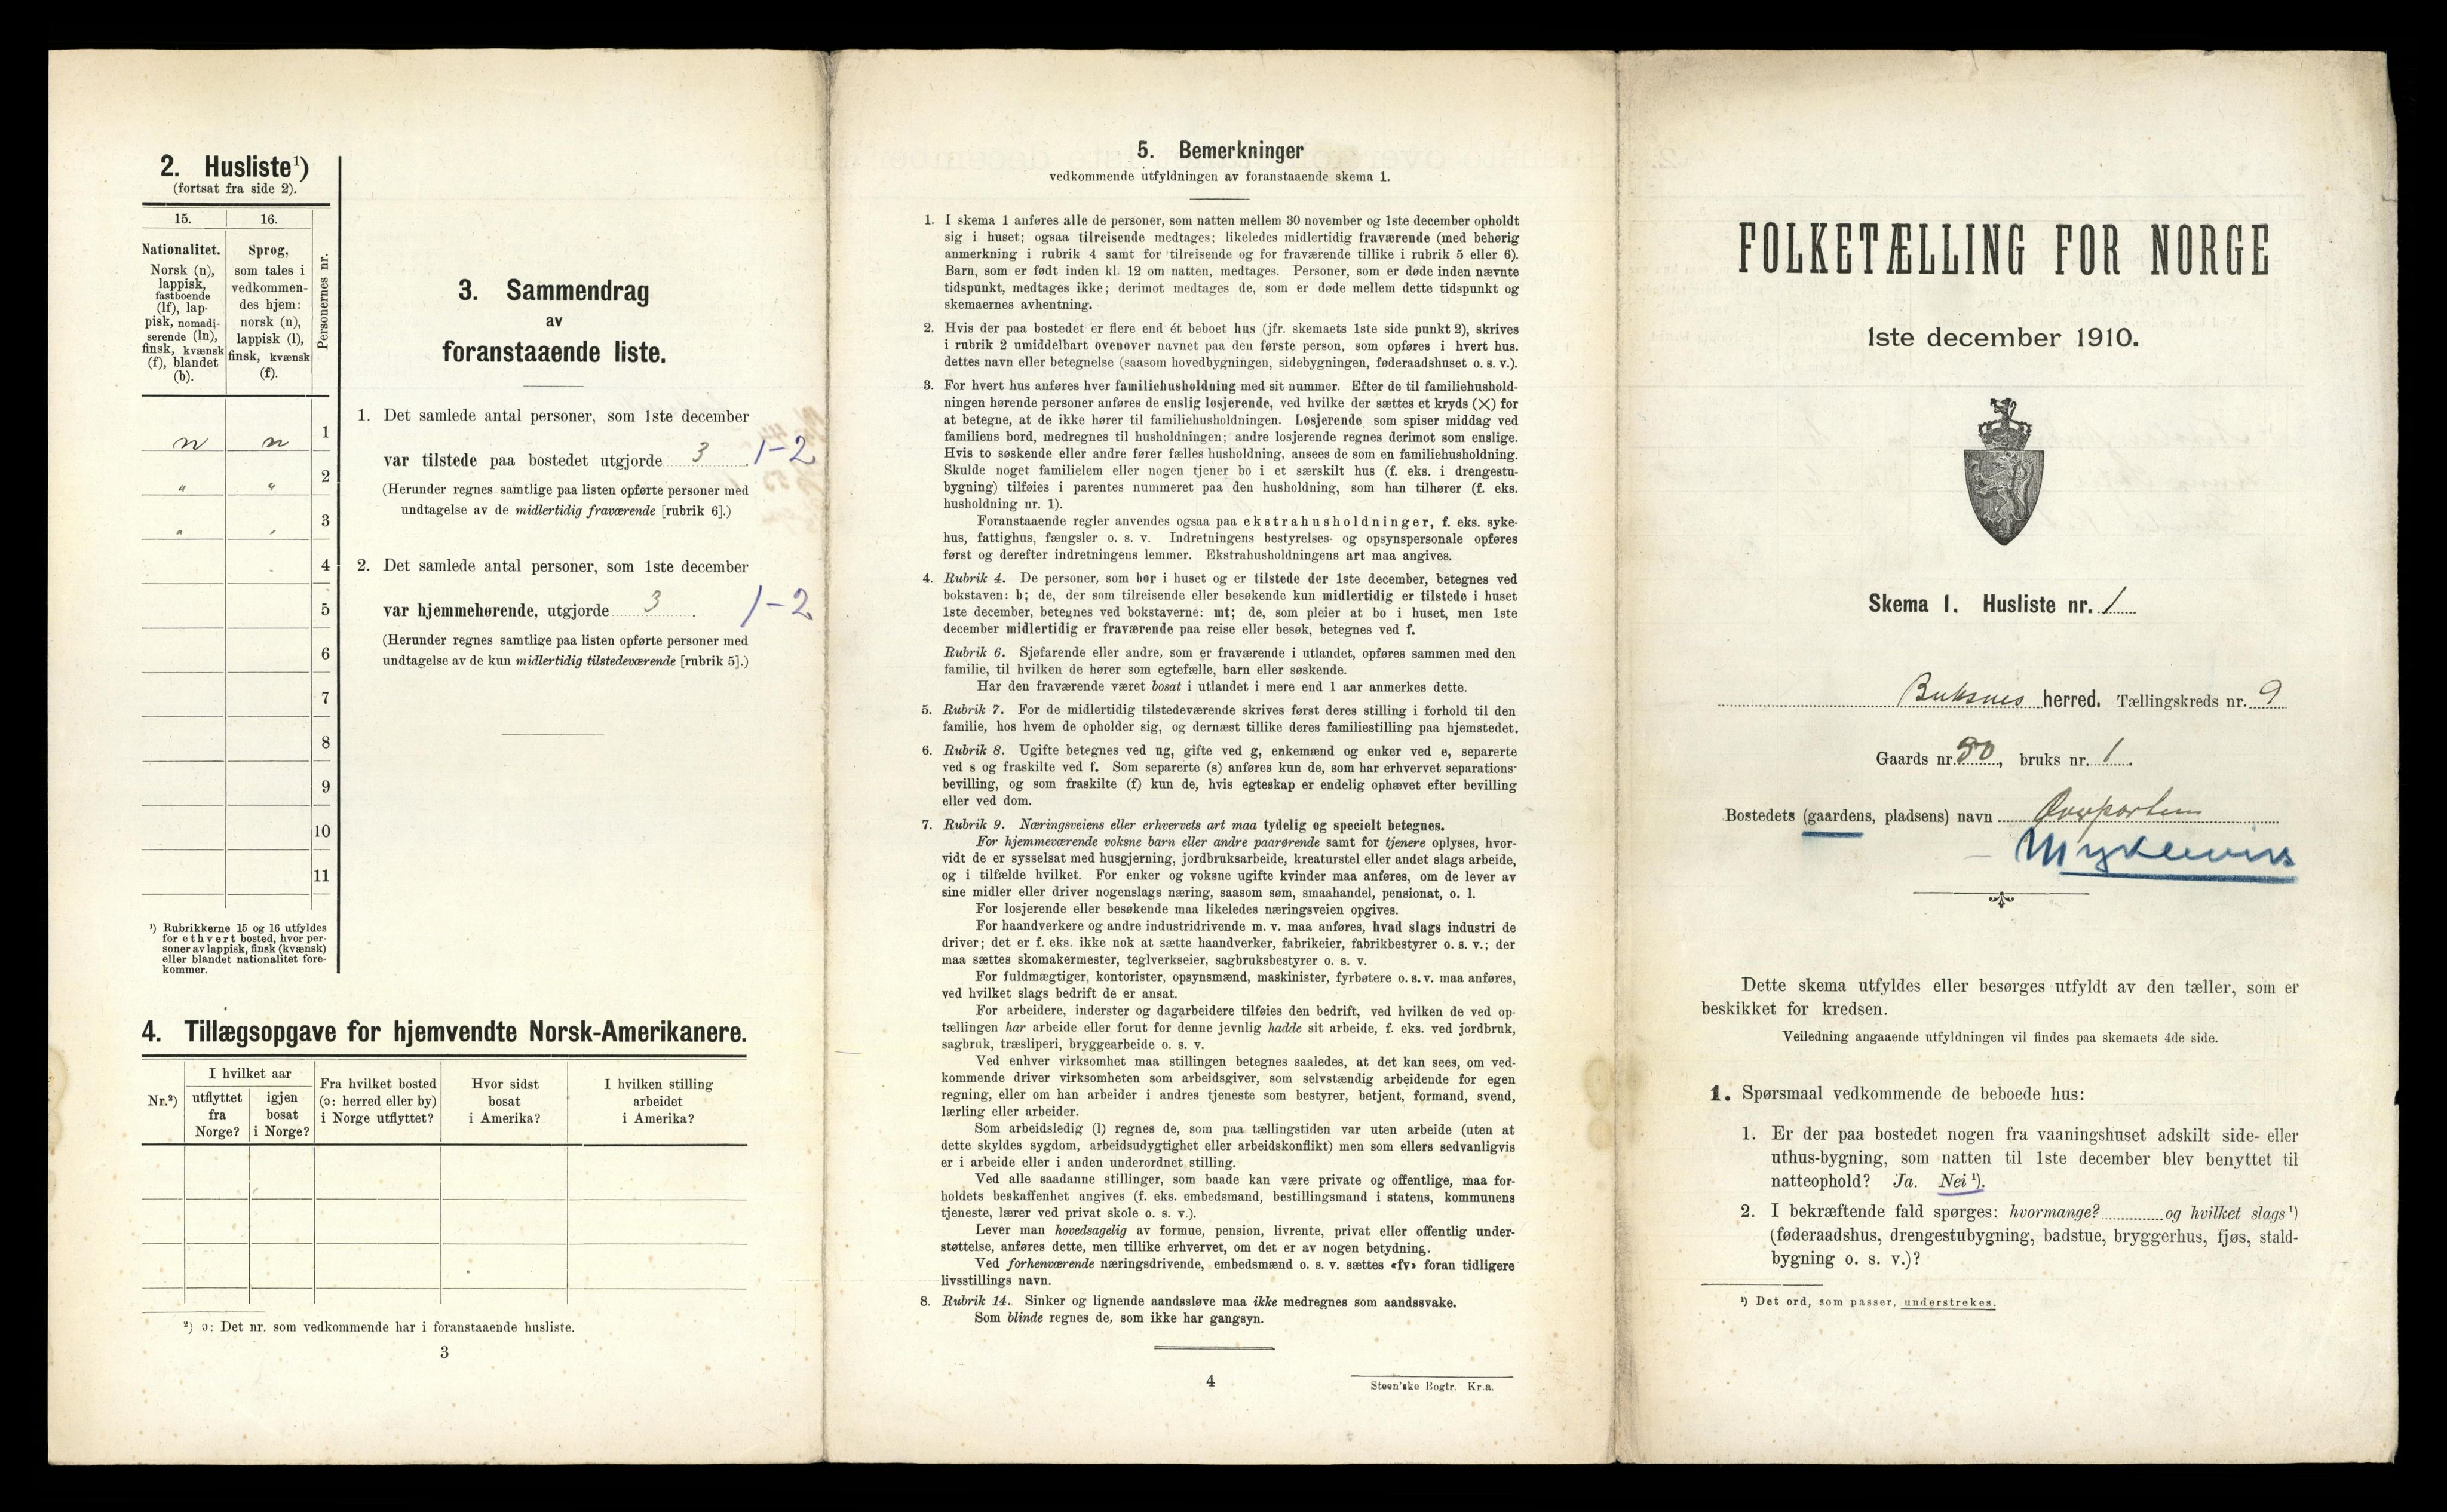 2. Husliste¹)
(fortsat fra side 2).
15.
16.
Personernes nr.
Nationalitet.
Norsk (n),
lappisk,
fastboende
(lf), lap-
pisk, nomadi-
serende (ln),
finsk, kvænsk
(f), blandet
(b).
Sprog,
som tales i
vedkommen-
des hjem:
norsk (n),
lappisk (l),
finsk, kvænsk
(f).
n n 1
" " 2
" " 3
4
5
6
7
8
9
10
11
¹) Rubrikkerne 15 og 16 utfyldes
for ethvert bosted, hvor per-
soner av lappisk, finsk (kvænsk)
eller blandet nationalitet fore-
kommer.
3. Sammendrag
av
foranstaaende liste.
1. Det samlede antal personer, som 1ste december
var tilstede paa bostedet utgjorde 3. 1-2
(Herunder regnes samtlige paa listen opførte personer med
undtagelse av de midlertidig fraværende [rubrik 6].)
2. Det samlede antal personer, som 1ste december
var hjemmehørende, utgjorde 3. 1-2
(Herunder regnes samtlige paa listen opførte personer med
undtagelse av de kun midlertidig tilstedeværende [rubrik 5].)
4. Tillægsopgave for hjemvendte Norsk-Amerikanere.
Nr.²)
I hvilket aar
utflyttet
fra
Norge?
igjen
bosat
i Norge?
Fra hvilket bosted
(ɔ: herred eller by)
i Norge utflyttet?
Hvor sidst
bosat
i Amerika?
I hvilken stilling
arbeidet
i Amerika?
²) ɔ: Det nr. som vedkommende har i foranstaaende husliste.
3
5. Bemerkninger
vedkommende utfyldningen av foranstaaende skema 1.
1. I skema 1 anføres alle de personer, som natten mellem 30 november og 1ste december opholdt
sig i huset; ogsaa tilreisende medtages; likeledes midlertidig fraværende (med behørig
anmerkning i rubrik 4 samt for tilreisende og for fraværende tillike i rubrik 5 eller 6).
Barn, som er født inden kl. 12 om natten, medtages. Personer, som er døde inden nævnte
tidspunkt, medtages ikke; derimot medtages de, som er døde mellem dette tidspunkt og
skemaernes avhentning.
2. Hvis der paa bostedet er flere end ét beboet hus (jfr. skemaets 1ste side punkt 2), skrives
i rubrik 2 umiddelbart ovenover navnet paa den første person, som opføres i hvert hus.
dettes navn eller betegnelse (saasom hovedbygningen, sidebygningen, føderaadshuset o. s. v.).
3. For hvert hus anføres hver familiehusholdning med sit nummer. Efter de til familiehushold-
ningen hørende personer anføres de enslig losjerende, ved hvilke der sættes et kryds (×) for
at betegne, at de ikke hører til familiehusholdningen. Losjerende som spiser middag ved
familiens bord, medregnes til husholdningen; andre losjerende regnes derimot som enslige.
Hvis to søskende eller andre fører fælles husholdning, ansees de som en familiehusholdning.
Skulde noget familielem eller nogen tjener bo i et særskilt hus (f. eks. i drengestu-
bygning) tilføies i parentes nummeret paa den husholdning, som han tilhører (f. eks.
husholdning nr. 1).
Foranstaaende regler anvendes ogsaa paa ekstrahusholdninger, f. eks. syke-
hus, fattighus, fængsler o. s. v. Indretningens bestyrelses- og opsynspersonale opføres
først og derefter indretningens lemmer. Ekstrahusholdningens art maa angives.
4. Rubrik 4. De personer, som bor i huset og er tilstede der 1ste december, betegnes ved
bokstaven: b; de, der som tilreisende eller besøkende kun midlertidig er tilstede i huset
1ste december, betegnes ved bokstaverne: mt; de, som pleier at bo i huset, men 1ste
december midlertidig er fraværende paa reise eller besøk, betegnes ved f.
Rubrik 6. Sjøfarende eller andre, som er fraværende i utlandet, opføres sammen med den
familie, til hvilken de hører som egtefælle, barn eller søskende.
Har den fraværende været bosat i utlandet i mere end 1 aar anmerkes dette.
5. Rubrik 7. For de midlertidig tilstedeværende skrives først deres stilling i forhold til den
familie, hos hvem de opholder sig, og dernæst tillike deres familiestilling paa hjemstedet.
6. Rubrik 8. Ugifte betegnes ved ug, gifte ved g, enkemænd og enker ved e, separerte
ved s og fraskilte ved f. Som separerte (s) anføres kun de, som har erhvervet separations-
bevilling, og som fraskilte (f) kun de, hvis egteskap er endelig ophævet efter bevilling
eller ved dom.
7. Rubrik 9. Næringsveiens eller erhvervets art maa tydelig og specielt betegnes.
For hjemmeværende voksne barn eller andre paarørende samt for tjenere oplyses, hvor-
vidt de er sysselsat med husgjerning, jordbruksarbeide, kreaturstel eller andet slags arbeide,
og i tilfælde hvilket. For enker og voksne ugifte kvinder maa anføres, om de lever av
sine midler eller driver nogenslags næring, saasom søm, smaahandel, pensionat, o. l.
For losjerende eller besøkende maa likeledes næringsveien opgives.
For haandverkere og andre industridrivende m. v. maa anføres, hvad slags industri de
driver; det er f. eks. ikke nok at sætte haandverker, fabrikeier, fabrikbestyrer o. s. v.; der
maa sættes skomakermester, teglverkseier, sagbruksbestyrer o. s. v.
For fuldmægtiger, kontorister, opsynsmænd, maskinister, fyrbøtere o. s. v. maa anføres,
ved hvilket slags bedrift de er ansat.
For arbeidere, inderster og dagarbeidere tilføies den bedrift, ved hvilken de ved op-
tællingen har arbeide eller forut for denne jevnlig hadde sit arbeide, f. eks. ved jordbruk,
sagbruk, træsliperi, bryggearbeide o. s. v.
Ved enhver virksomhet maa stillingen betegnes saaledes, at det kan sees, om ved-
kommende driver virksomheten som arbeidsgiver, som selvstændig arbeidende for egen
regning, eller om han arbeider i andres tjeneste som bestyrer, betjent, formand, svend,
lærling eller arbeider.
Som arbeidsledig (l) regnes de, som paa tællingstiden var uten arbeide (uten at
dette skyldes sygdom, arbeidsudygtighet eller arbeidskonflikt) men som ellers sedvanligvis
er i arbeide eller i anden underordnet stilling.
Ved alle saadanne stillinger, som baade kan være private og offentlige, maa for-
holdets beskaffenhet angives (f. eks. embedsmand, bestillingsmand i statens, kommunens
tjeneste, lærer ved privat skole o. s. v.).
Lever man hovedsagelig av formue, pension, livrente, privat eller offentlig under-
støttelse, anføres dette, men tillike erhvervet, om det er av nogen betydning.
Ved forhenværende næringsdrivende, embedsmænd o. s. v. sættes «fv» foran tidligere
livsstillings navn.
8. Rubrik 14. Sinker og lignende aandssløve maa ikke medregnes som aandssvake.
Som blinde regnes de, som ikke har gangsyn.
4
Steen'ske Bogtr. Kr.a.
FOLKETÆLLING FOR NORGE
1ste december 1910.
Skema 1. Husliste nr. 1
Buksnes herred. Tællingskreds nr. 9
Gaards nr. 30, bruks nr. 1.
Bostedets (gaardens, pladsens) navn
Dette skema utfyldes eller besørges utfyldt av den tæller, som er
beskikket for kredsen.
Veiledning angaaende utfyldningen vil findes paa skemaets 4de side.
1. Spørsmaal vedkommende de beboede hus:
1. Er der paa bostedet nogen fra vaaningshuset adskilt side- eller
uthus-bygning, som natten til 1ste december blev benyttet til
natteophold? Ja. Nei ¹).
2. I bekræftende fald spørges: hvormange? og hvilket slags ¹)
(føderaadshus, drengestubygning, badstue, bryggerhus, fjøs, stald-
bygning o. s. v.)?
¹) Det ord, som passer, understrekes.